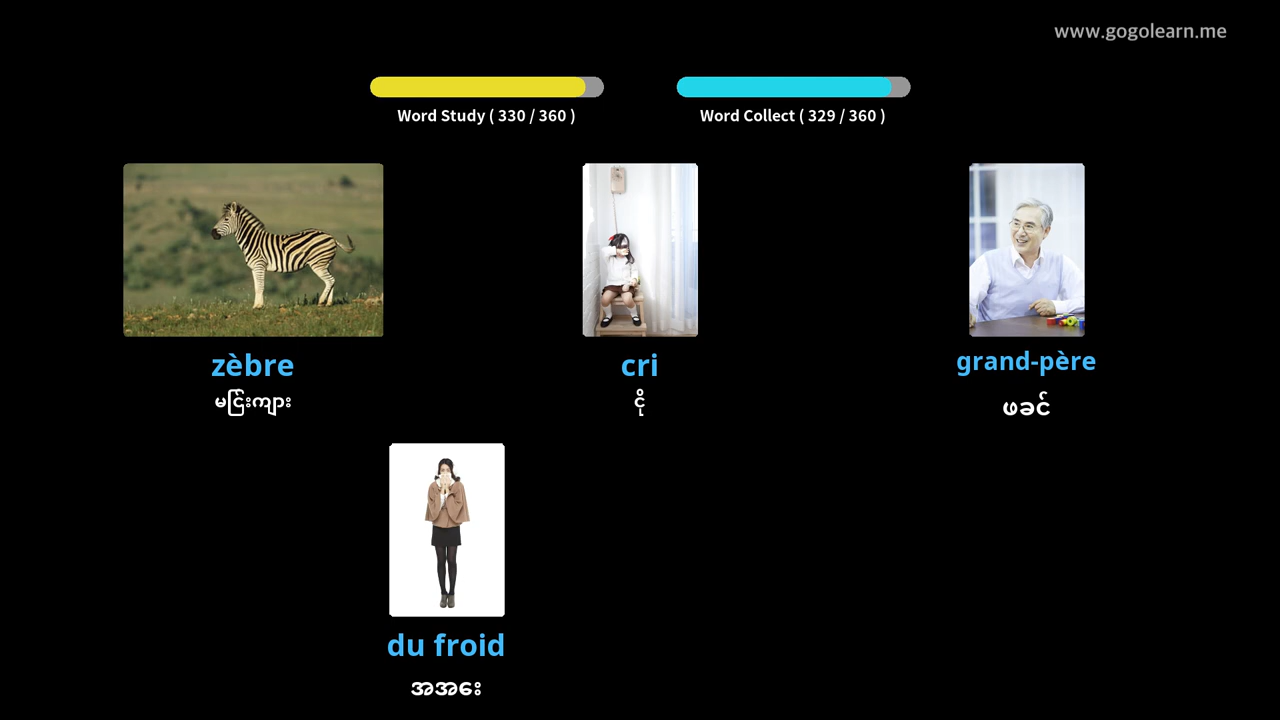 www.gogolearn.me
Word Study ( 330 / 360 )
Word Collect ( 329 / 360 )
zèbre
မြင်းကျား
cri
ငို
grand-père
ဖခင်
du froid
အအေး